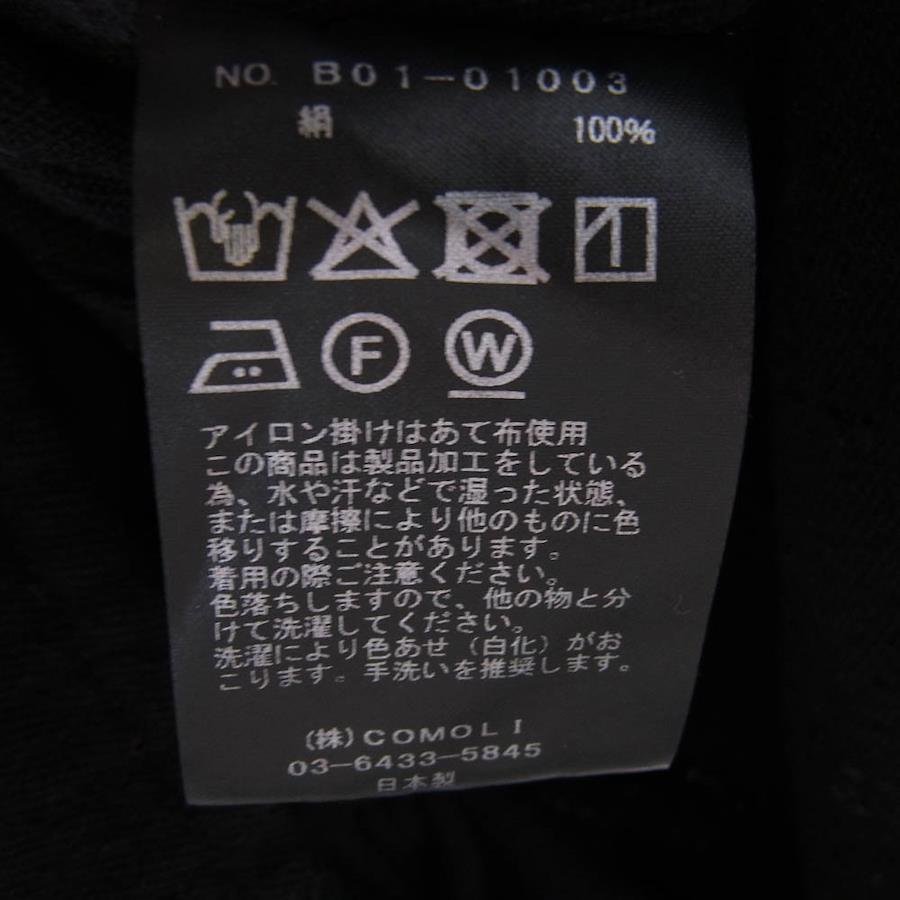 NO. B01-01003
絹 100%
F W
アイロン掛けはあて布使用
この商品は製品加工をしている
為、水や汗などで湿った状態、
または摩擦により他のものに色
移りすることがあります。
着用の際ご注意ください。
色落ちしますので、他の物と分
けて洗濯してください。
洗濯により色あせ（白化）がお
こります。手洗いを推奨します。
(株)COMOLI
03-6433-5845
日本製